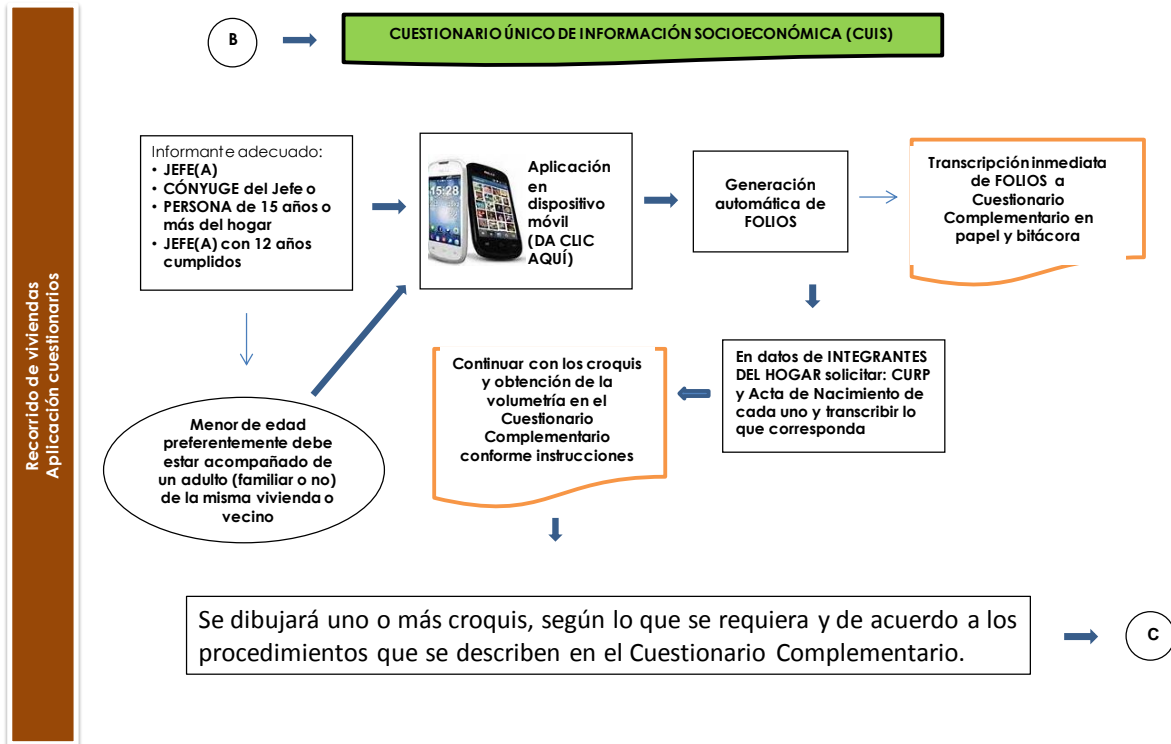 Recorrido de viviendas
Aplicación cuestionarios
B
CUESTIONARIO ÚNICO DE INFORMACIÓN SOCIOECONÓMICA (CUIS)
Informante adecuado:
• JEFE(A)
• CÓNYUGE del Jefe o
• PERSONA de 15 años o
más del hogar
• JEFE(A) con 12 años
cumplidos
15:28
Aplicación
en
dispositivo
móvil
(DA CLIC
AQUÍ)
Generación
automática de
FOLIOS
Transcripción inmediata
de FOLIOS a
Cuestionario
Complementario en
papel y bitácora
Menor de edad
preferentemente debe
estar acompañado de
un adulto (familiar o no)
de la misma vivienda o
vecino
En datos de INTEGRANTES
DEL HOGAR solicitar: CURP
y Acta de Nacimiento de
cada uno y transcribir lo
que corresponda
Continuar con los croquis
y obtención de la
volumetría en el
Cuestionario
Complementario
conforme instrucciones
Se dibujará uno o más croquis, según lo que se requiera y de acuerdo a los
procedimientos que se describen en el Cuestionario Complementario.
C